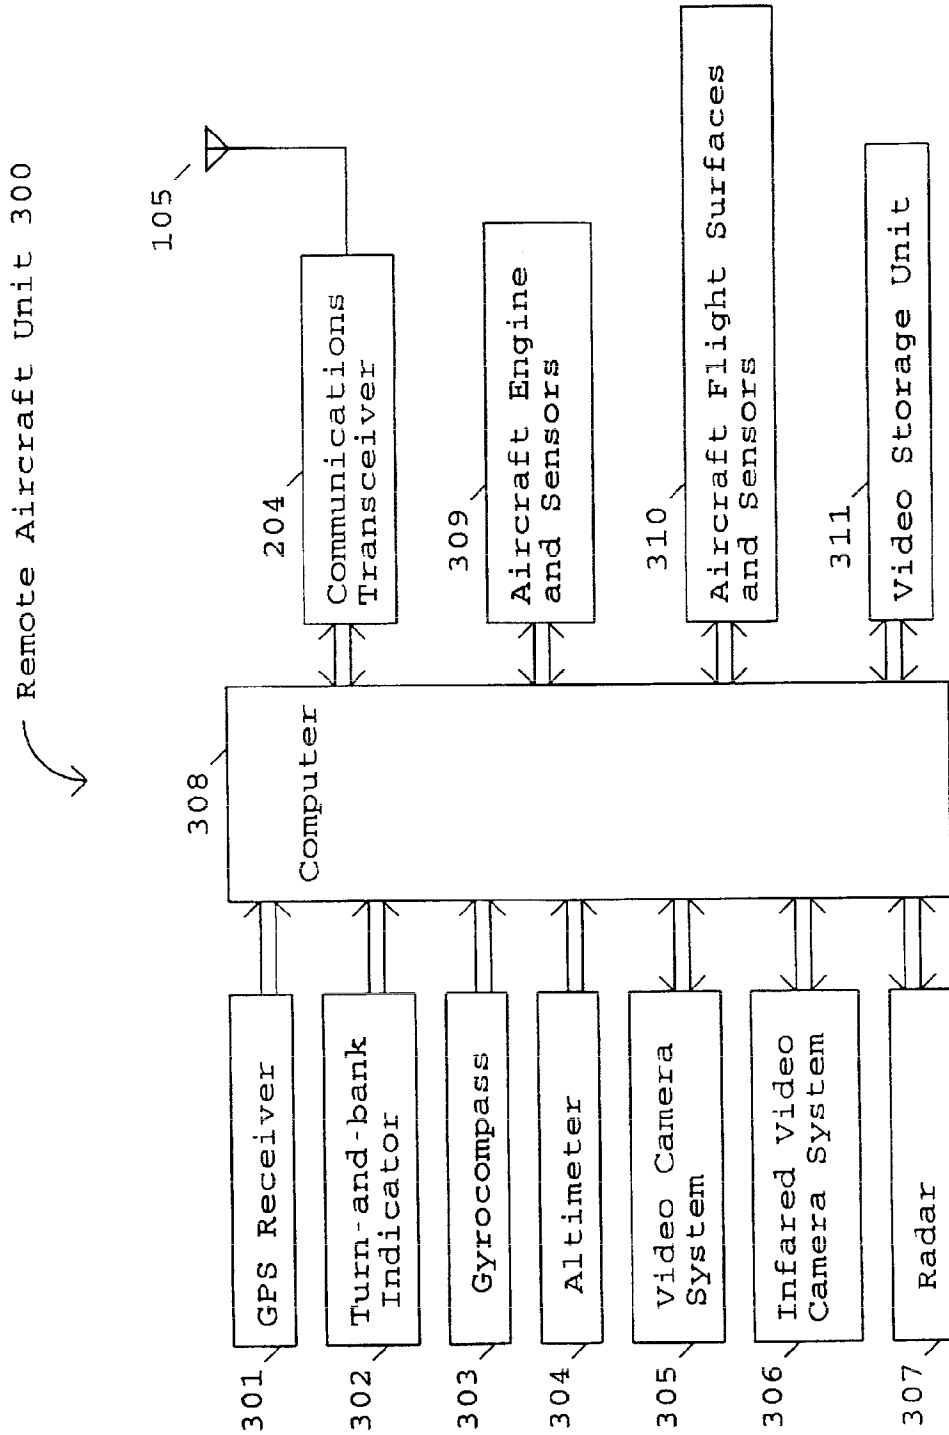 Remote Aircraft Unit 300
301
GPS Receiver
302
Turn-and-bank
Indicator
303
Gyrocompass
304
Altimeter
305
Video Camera
System
306
Infared Video
Camera System
307
Radar
308
Computer
105
204
Communications
Transceiver
309
Aircraft Engine
and Sensors
310
Aircraft Flight Surfaces
and Sensors
311
Video Storage Unit